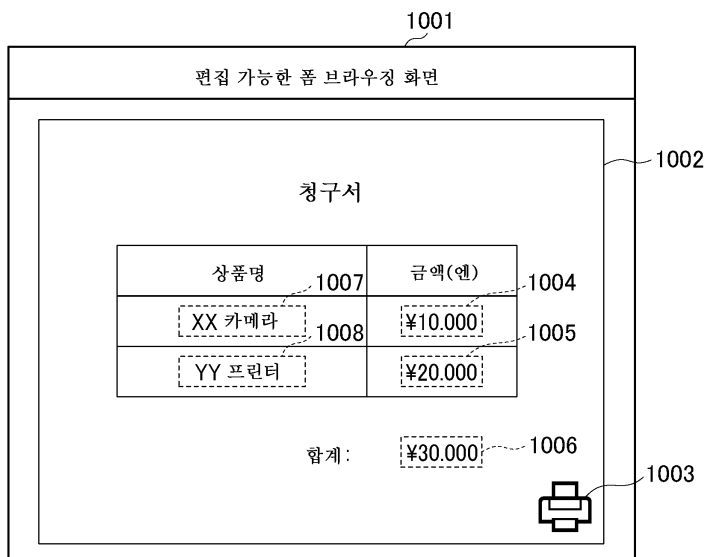 1001
편집 가능한 폼 브라우징 화면
1002
청구서
상품명 1007 금액(엔) 1004
XX 카메라 1008 ¥10.000 1005
YY 프린터 ¥20.000
합계: ¥30.000 1006
1003